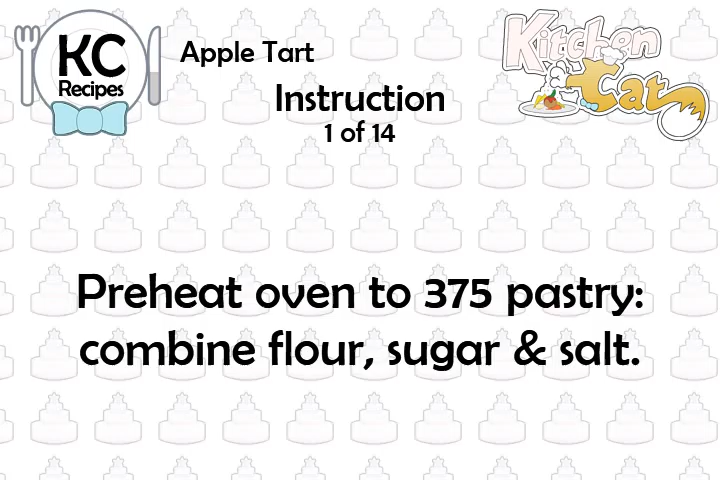 KC
Recipes
Apple Tart
Instruction
1 of 14
Kitchen
Cat
Preheat oven to 375 pastry:
combine flour, sugar & salt.